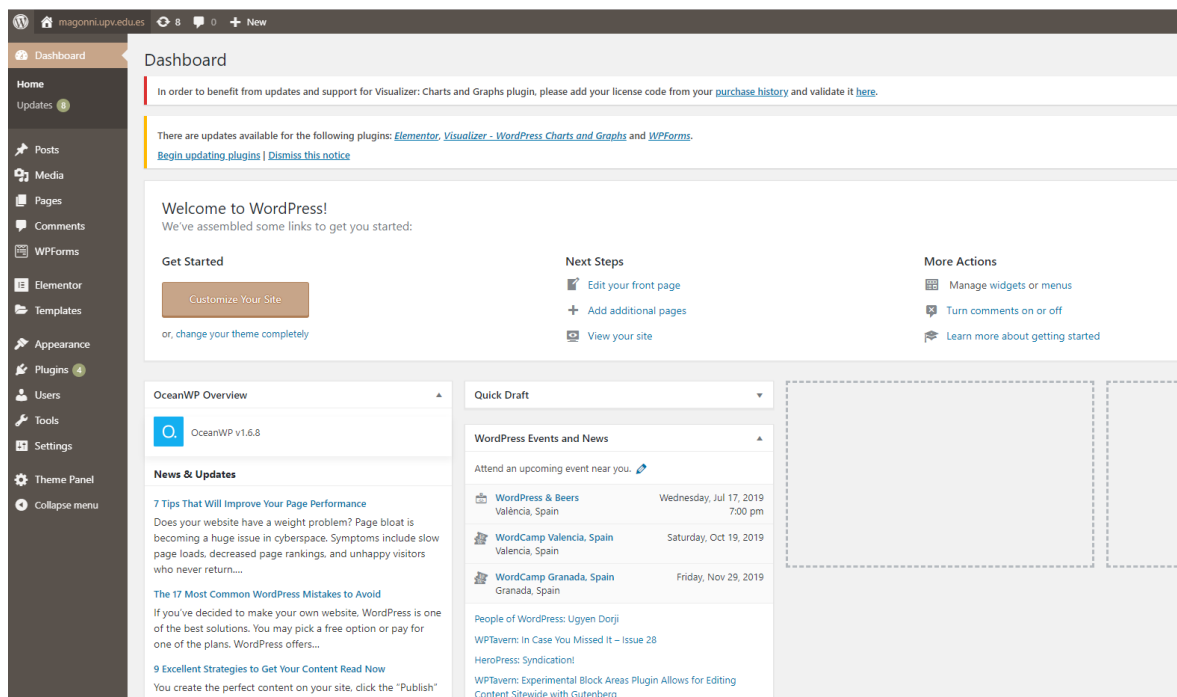 magonni.upv.edu.es 8 0 New
Dashboard
Home
Updates 8
Posts
Media
Pages
Comments
WPForms
Elementor
Templates
Appearance
Plugins 4
Users
Tools
Settings
Theme Panel
Collapse menu
Dashboard
In order to benefit from updates and support for Visualizer: Charts and Graphs plugin, please add your license code from your purchase history and validate it here.
There are updates available for the following plugins: Elementor, Visualizer - WordPress Charts and Graphs and WPForms.
Begin updating plugins | Dismiss this notice
Welcome to WordPress!
We've assembled some links to get you started:
Get Started
Customize Your Site
or, change your theme completely
Next Steps
Edit your front page
Add additional pages
View your site
More Actions
Manage widgets or menus
Turn comments on or off
Learn more about getting started
OceanWP Overview
O.
OceanWP v1.6.8
News & Updates
7 Tips That Will Improve Your Page Performance
Does your website have a weight problem? Page bloat is
becoming a huge issue in cyberspace. Symptoms include slow
page loads, decreased page rankings, and unhappy visitors
who never return....
The 17 Most Common WordPress Mistakes to Avoid
If you've decided to make your own website, WordPress is one
of the best solutions. You may pick a free option or pay for
one of the plans. WordPress offers...
9 Excellent Strategies to Get Your Content Read Now
You create the perfect content on your site, click the "Publish"
Quick Draft
WordPress Events and News
Attend an upcoming event near you.
WordPress & Beers Wednesday, Jul 17, 2019
València, Spain 7:00 pm
WordCamp Valencia, Spain Saturday, Oct 19, 2019
Valencia, Spain
WordCamp Granada, Spain Friday, Nov 29, 2019
Granada, Spain
People of WordPress: Ugyen Dorji
WPTavern: In Case You Missed It – Issue 28
HeroPress: Syndication!
WPTavern: Experimental Block Areas Plugin Allows for Editing
Content Sitewide with Gutenberg